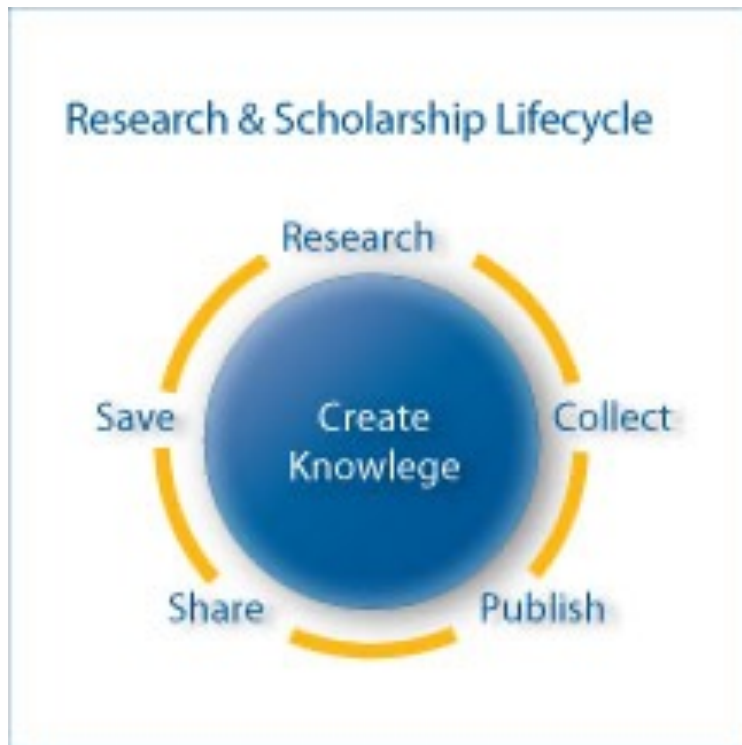 Research & Scholarship Lifecycle
Research
Save
Create
Knowlege
Collect
Share
Publish